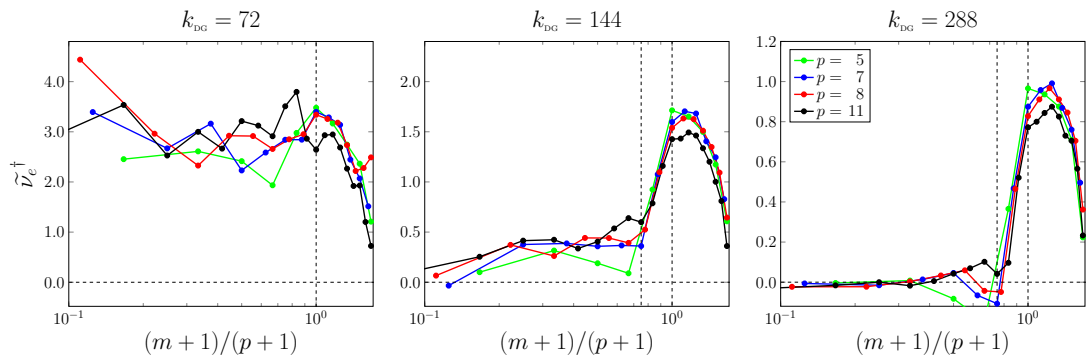 k_DG = 72
k_DG = 144
k_DG = 288
ν̃_e^†
4.0
3.0
2.0
1.0
0.0
10^−1
10^0
(m + 1)/(p + 1)
2.0
1.5
1.0
0.5
0.0
10^−1
10^0
(m + 1)/(p + 1)
1.2
1.0
0.8
0.6
0.4
0.2
0.0
10^−1
10^0
(m + 1)/(p + 1)
p = 5
p = 7
p = 8
p = 11